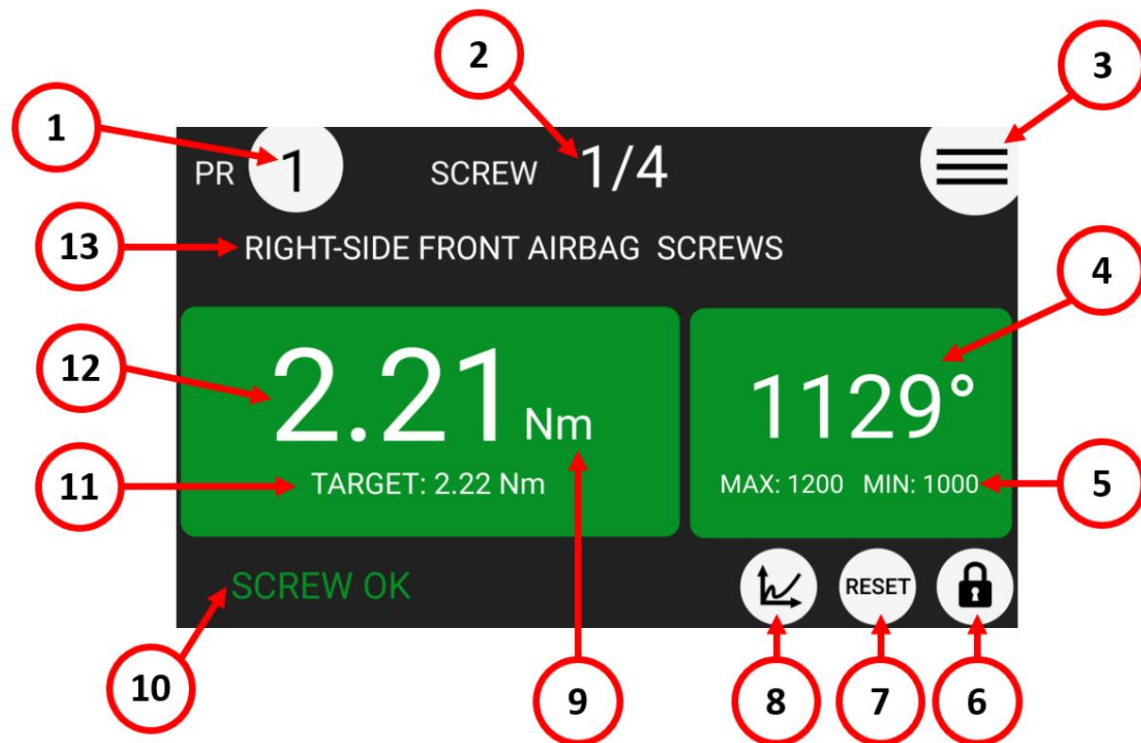 2
3
1
PR 1 SCREW 1/4
13
RIGHT-SIDE FRONT AIRBAG SCREWS
4
12
2.21 Nm
1129°
11
TARGET: 2.22 Nm
MAX: 1200 MIN: 1000
5
SCREW OK
RESET
10
9
8
7
6